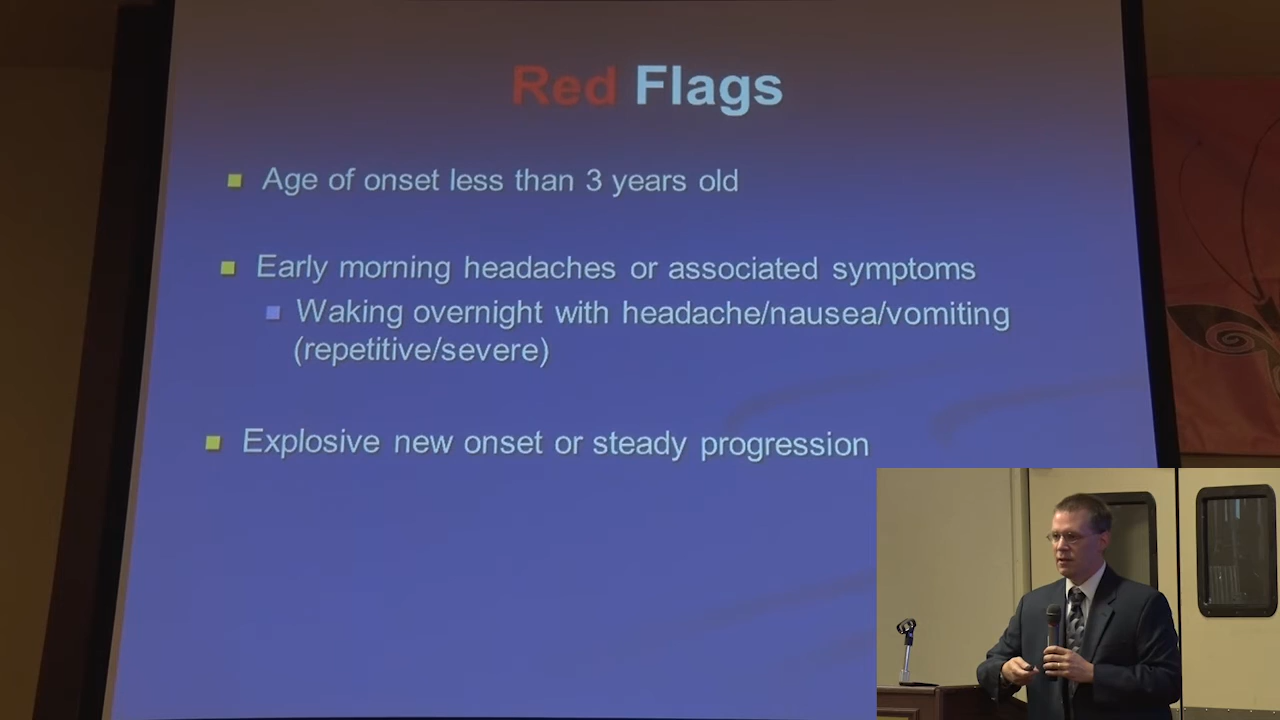 Red Flags
Age of onset less than 3 years old
Early morning headaches or associated symptoms
Waking overnight with headache/nausea/vomiting
(repetitive/severe)
Explosive new onset or steady progression